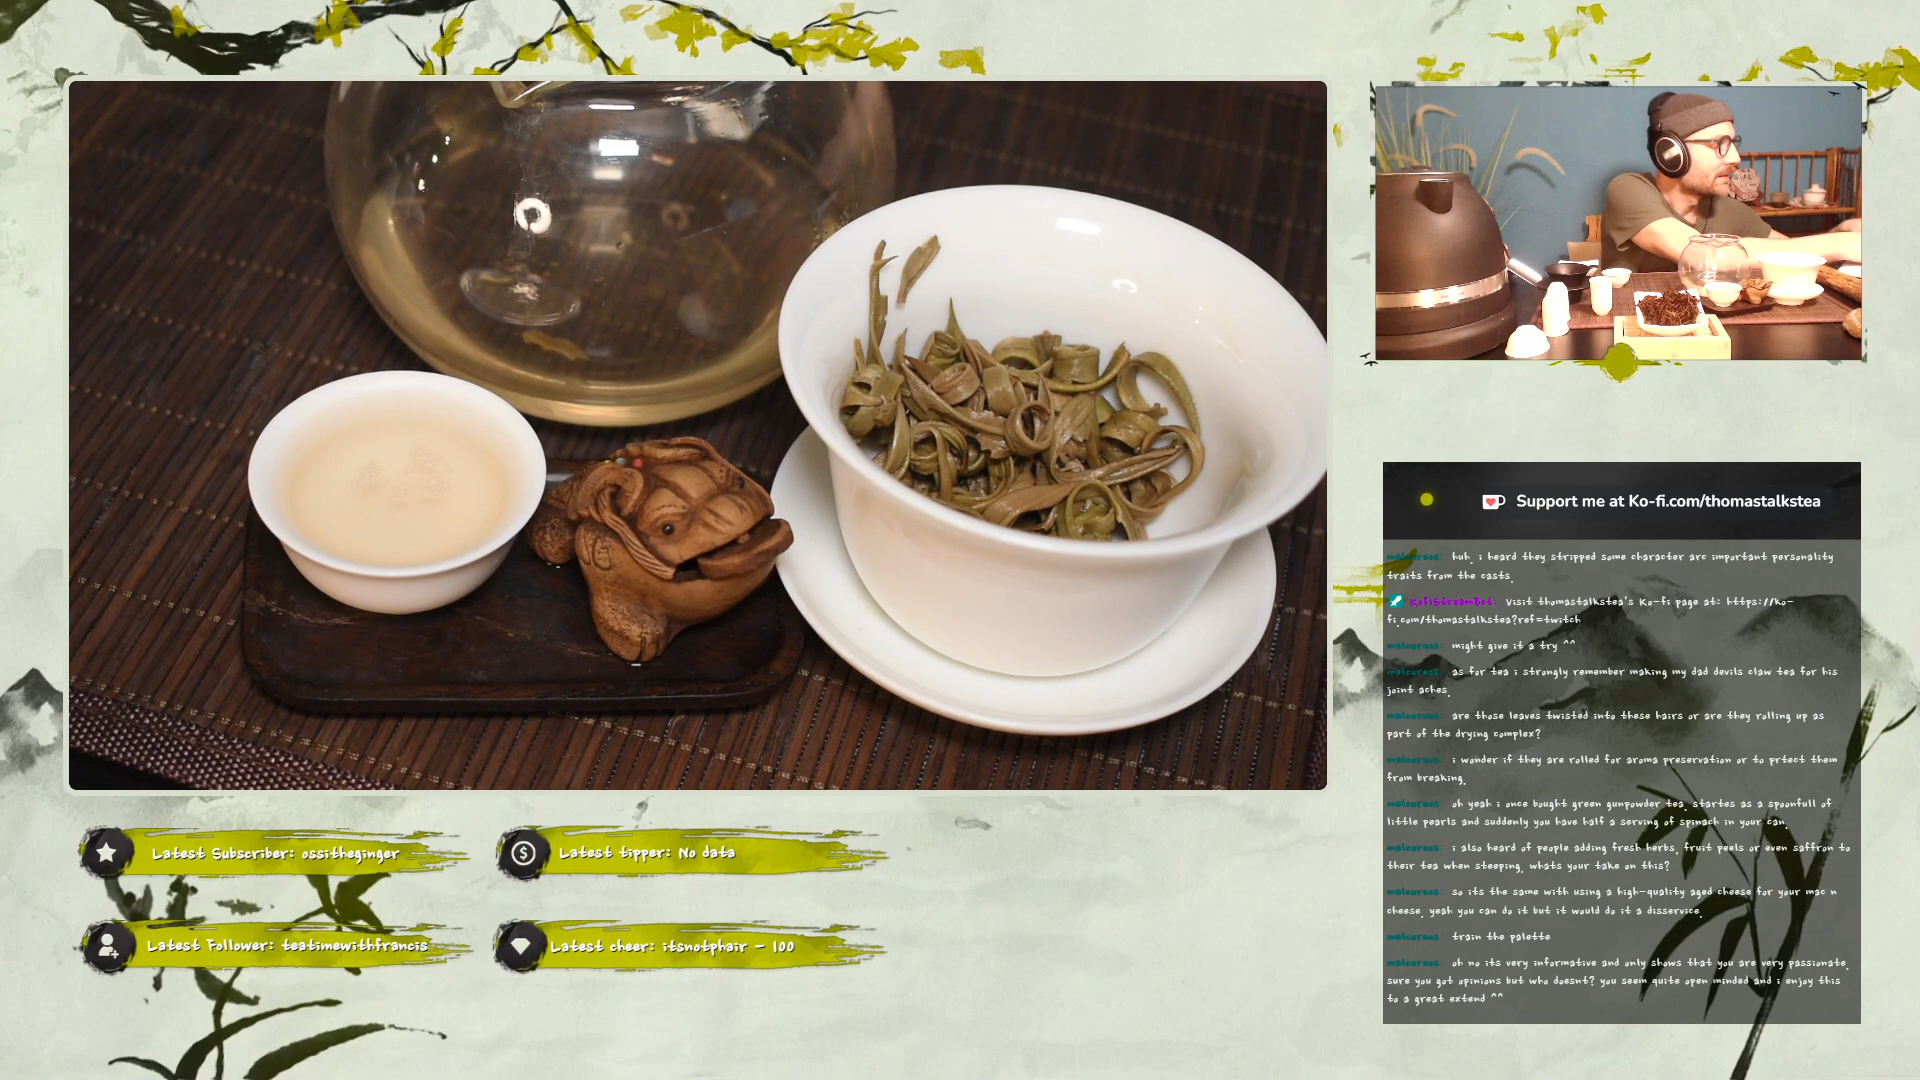 Support me at Ko-fi.com/thomastalkstea
huh. i heard they stripped some character arc important personality
traits from the casts.
KofiStreamBot: Visit thomastalkstea's Ko-fi page at: https://ko-
fi.com/thomastalkstea?ref=twitch
might give it a try ^^
as for tea i strongly remember making my dad devils claw tea for his
joint aches.
are those leaves twisted into these hairs or are they rolling up as
part of the drying complex?
i wonder if they are rolled for aroma preservation or to prtect them
from breaking.
oh yeah i once bought green gunpowder tea. startes as a spoonfull of
little pearls and suddenly you have half a serving of spinach in your can.
i also heard of people adding fresh herbs, fruit peels or even saffron to
their tea when steeping. whats your take on this?
so its the same with using a high-quality aged cheese for your mac n
cheese. yeah you can do it but it would do it a disservice.
train the palette
oh no its very informative and only shows that you are very passionate.
sure you got opinions but who doesnt? you seem quite open minded and i enjoy this
to a great extend ^^
Latest Subscriber: ossitheginger
Latest tipper: No data
Latest Follower: teatimewithfrancis
Latest cheer: itsnotphair - 100